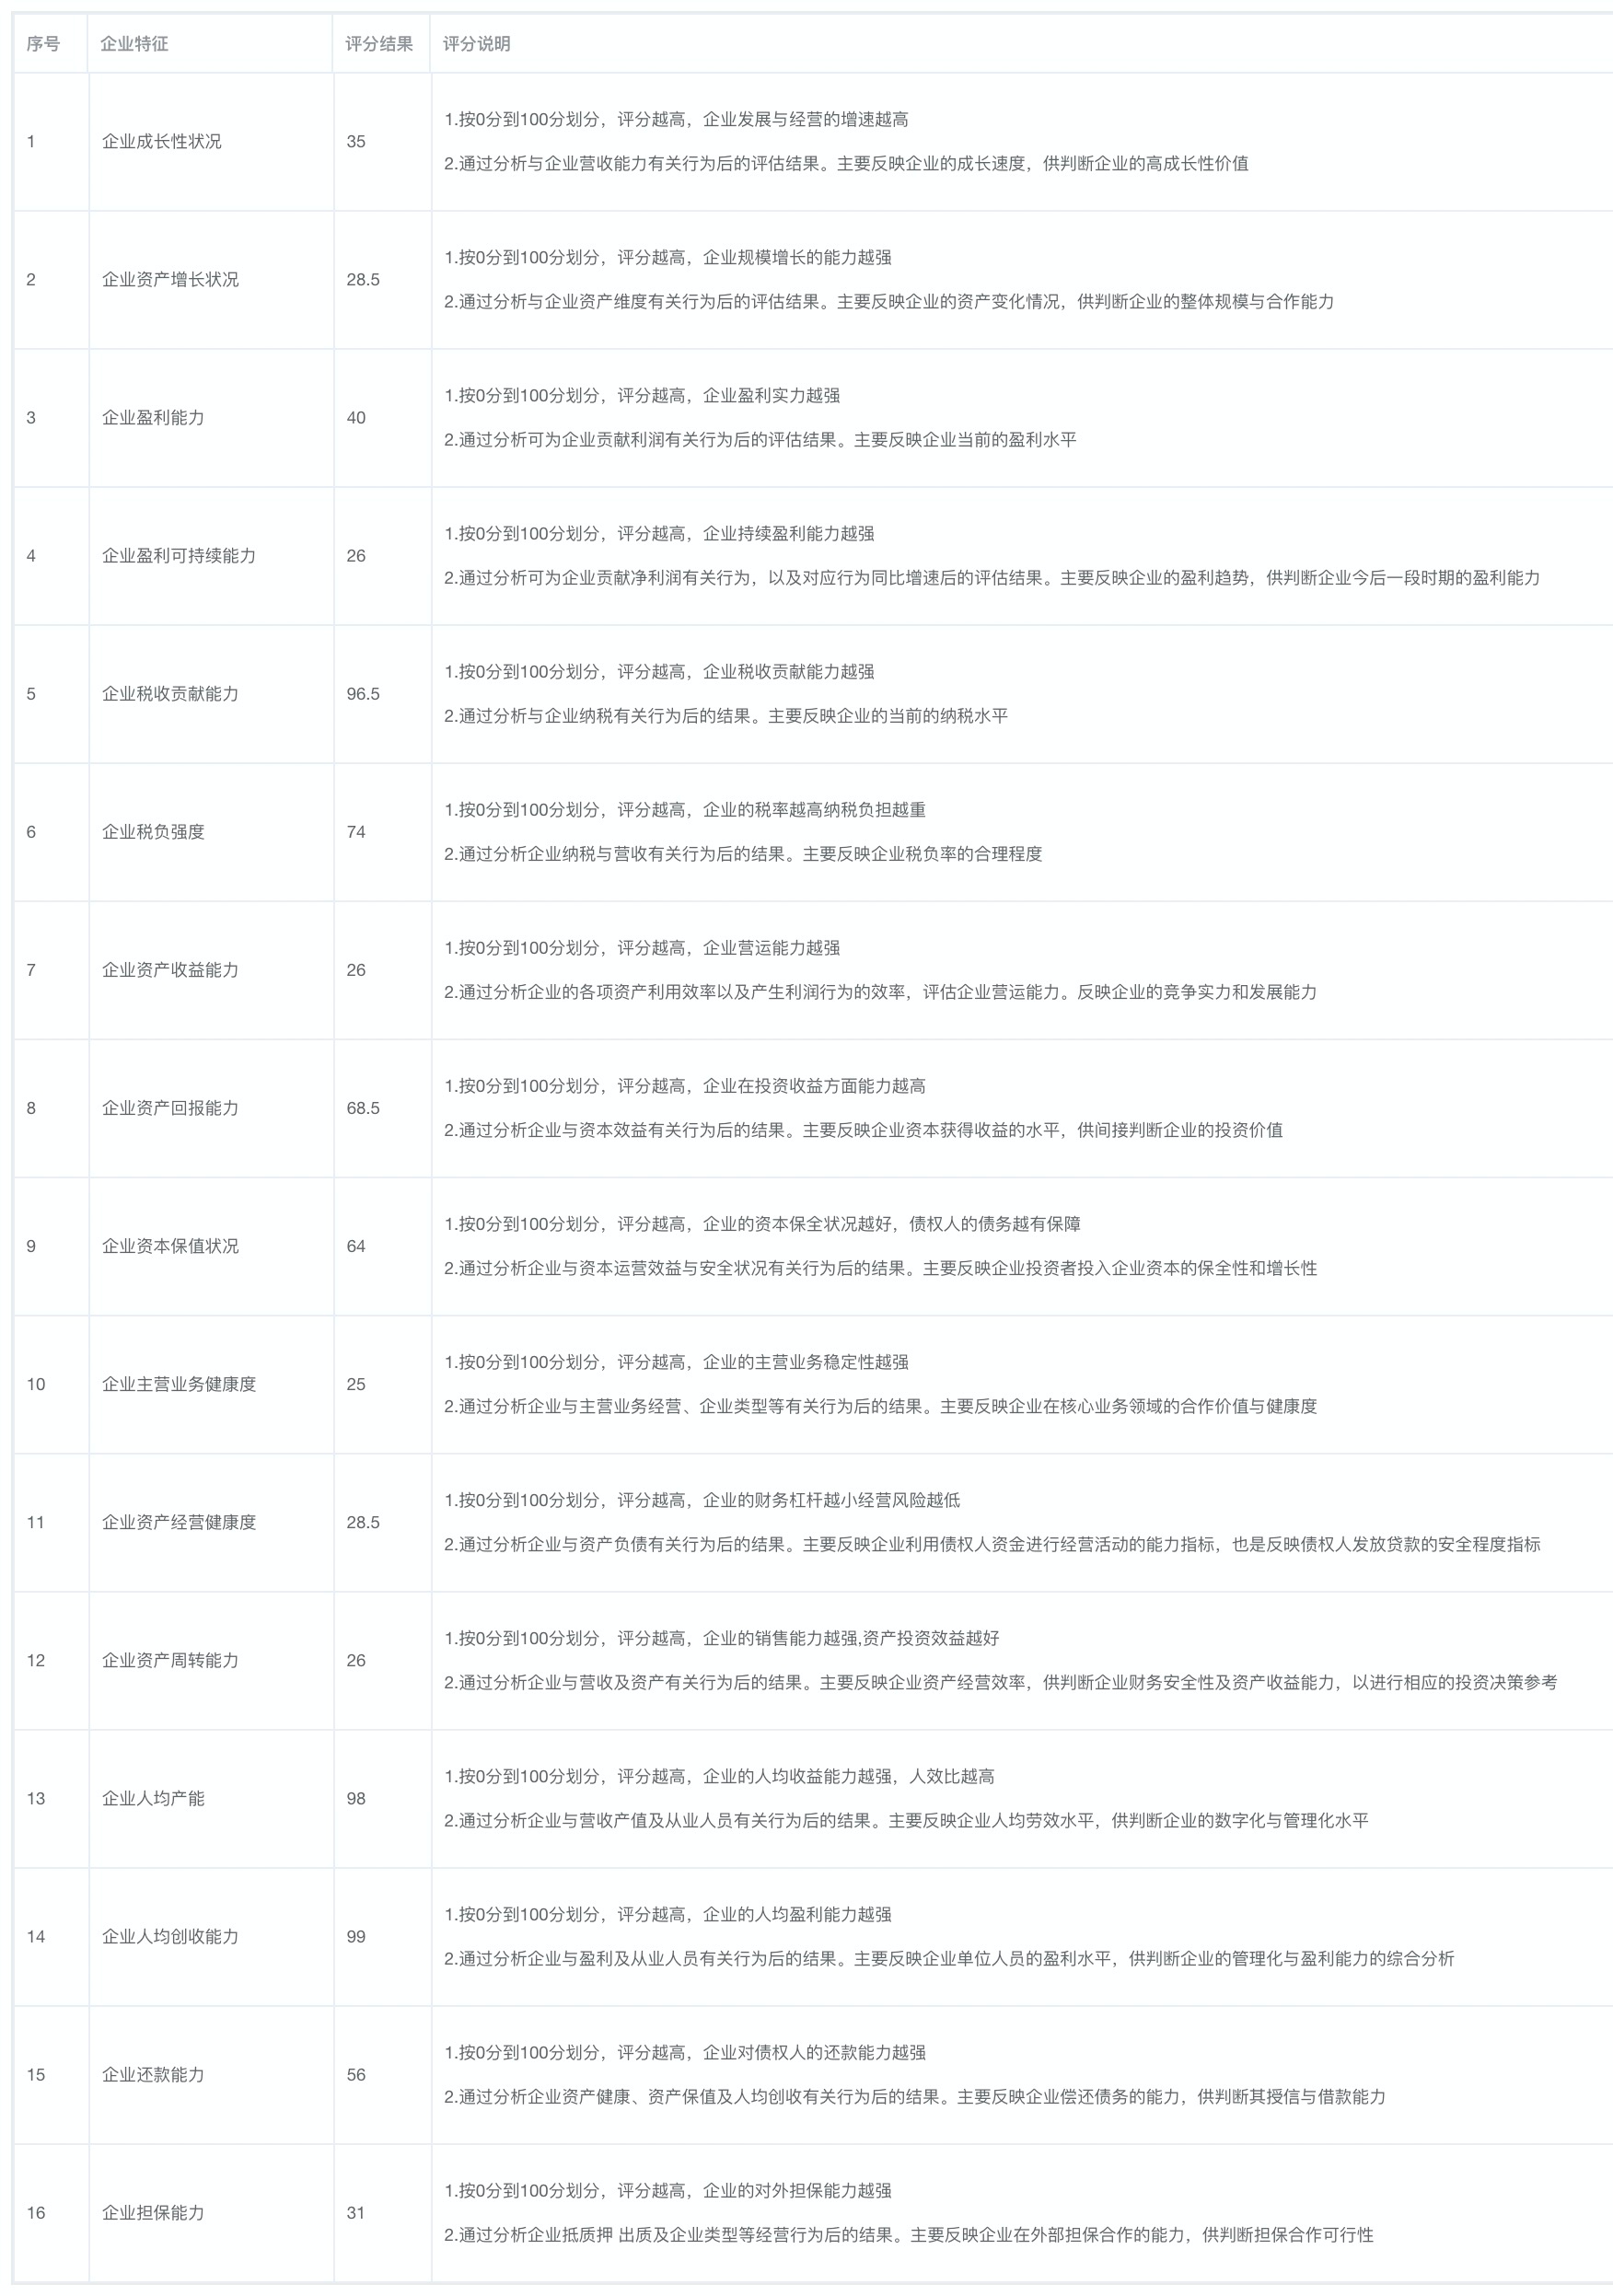 序号 企业特征 评分结果 评分说明
1 企业成长性状况 35
1.按0分到100分划分，评分越高，企业发展与经营的增速越高
2.通过分析与企业营收能力有关行为后的评估结果。主要反映企业的成长速度，供判断企业的高成长性价值
2 企业资产增长状况 28.5
1.按0分到100分划分，评分越高，企业规模增长的能力越强
2.通过分析与企业资产维度有关行为后的评估结果。主要反映企业的资产变化情况，供判断企业的整体规模与合作能力
3 企业盈利能力 40
1.按0分到100分划分，评分越高，企业盈利实力越强
2.通过分析可为企业贡献利润有关行为后的评估结果。主要反映企业当前的盈利水平
4 企业盈利可持续能力 26
1.按0分到100分划分，评分越高，企业持续盈利能力越强
2.通过分析可为企业贡献净利润有关行为，以及对应行为同比增速后的评估结果。主要反映企业的盈利趋势，供判断企业今后一段时期的盈利能力
5 企业税收贡献能力 96.5
1.按0分到100分划分，评分越高，企业税收贡献能力越强
2.通过分析与企业纳税有关行为后的结果。主要反映企业的当前的纳税水平
6 企业税负强度 74
1.按0分到100分划分，评分越高，企业的税率越高纳税负担越重
2.通过分析企业纳税与营收有关行为后的结果。主要反映企业税负率的合理程度
7 企业资产收益能力 26
1.按0分到100分划分，评分越高，企业营运能力越强
2.通过分析企业的各项资产利用效率以及产生利润行为的效率，评估企业营运能力。反映企业的竞争实力和发展能力
8 企业资产回报能力 68.5
1.按0分到100分划分，评分越高，企业在投资收益方面能力越高
2.通过分析企业与资本效益有关行为后的结果。主要反映企业资本获得收益的水平，供间接判断企业的投资价值
9 企业资本保值状况 64
1.按0分到100分划分，评分越高，企业的资本保全状况越好，债权人的债务越有保障
2.通过分析企业与资本运营效益与安全状况有关行为后的结果。主要反映企业投资者投入企业资本的保全性和增长性
10 企业主营业务健康度 25
1.按0分到100分划分，评分越高，企业的主营业务稳定性越强
2.通过分析企业与主营业务经营、企业类型等有关行为后的结果。主要反映企业在核心业务领域的合作价值与健康度
11 企业资产经营健康度 28.5
1.按0分到100分划分，评分越高，企业的财务杠杆越小经营风险越低
2.通过分析企业与资产负债有关行为后的结果。主要反映企业利用债权人资金进行经营活动的能力指标，也是反映债权人发放贷款的安全程度指标
12 企业资产周转能力 26
1.按0分到100分划分，评分越高，企业的销售能力越强,资产投资效益越好
2.通过分析企业与营收及资产有关行为后的结果。主要反映企业资产经营效率，供判断企业财务安全性及资产收益能力，以进行相应的投资决策参考
13 企业人均产能 98
1.按0分到100分划分，评分越高，企业的人均收益能力越强，人效比越高
2.通过分析企业与营收产值及从业人员有关行为后的结果。主要反映企业人均劳效水平，供判断企业的数字化与管理化水平
14 企业人均创收能力 99
1.按0分到100分划分，评分越高，企业的人均盈利能力越强
2.通过分析企业与盈利及从业人员有关行为后的结果。主要反映企业单位人员的盈利水平，供判断企业的管理化与盈利能力的综合分析
15 企业还款能力 56
1.按0分到100分划分，评分越高，企业对债权人的还款能力越强
2.通过分析企业资产健康、资产保值及人均创收有关行为后的结果。主要反映企业偿还债务的能力，供判断其授信与借款能力
16 企业担保能力 31
1.按0分到100分划分，评分越高，企业的对外担保能力越强
2.通过分析企业抵质押 出质及企业类型等经营行为后的结果。主要反映企业在外部担保合作的能力，供判断担保合作可行性